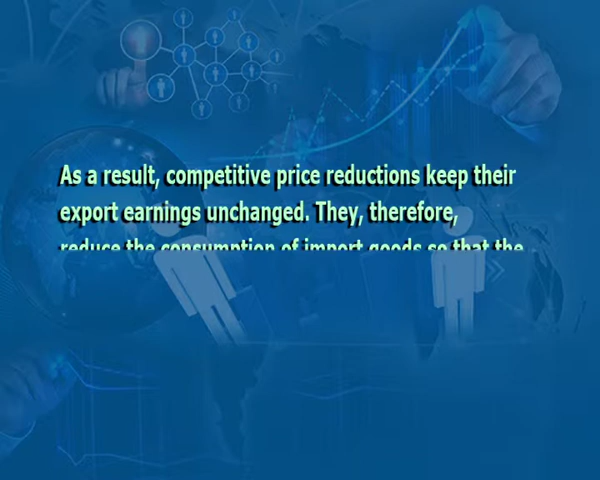 As a result, competitive price reductions keep their
export earnings unchanged. They, therefore,
reduce the consumption of import goods so that the